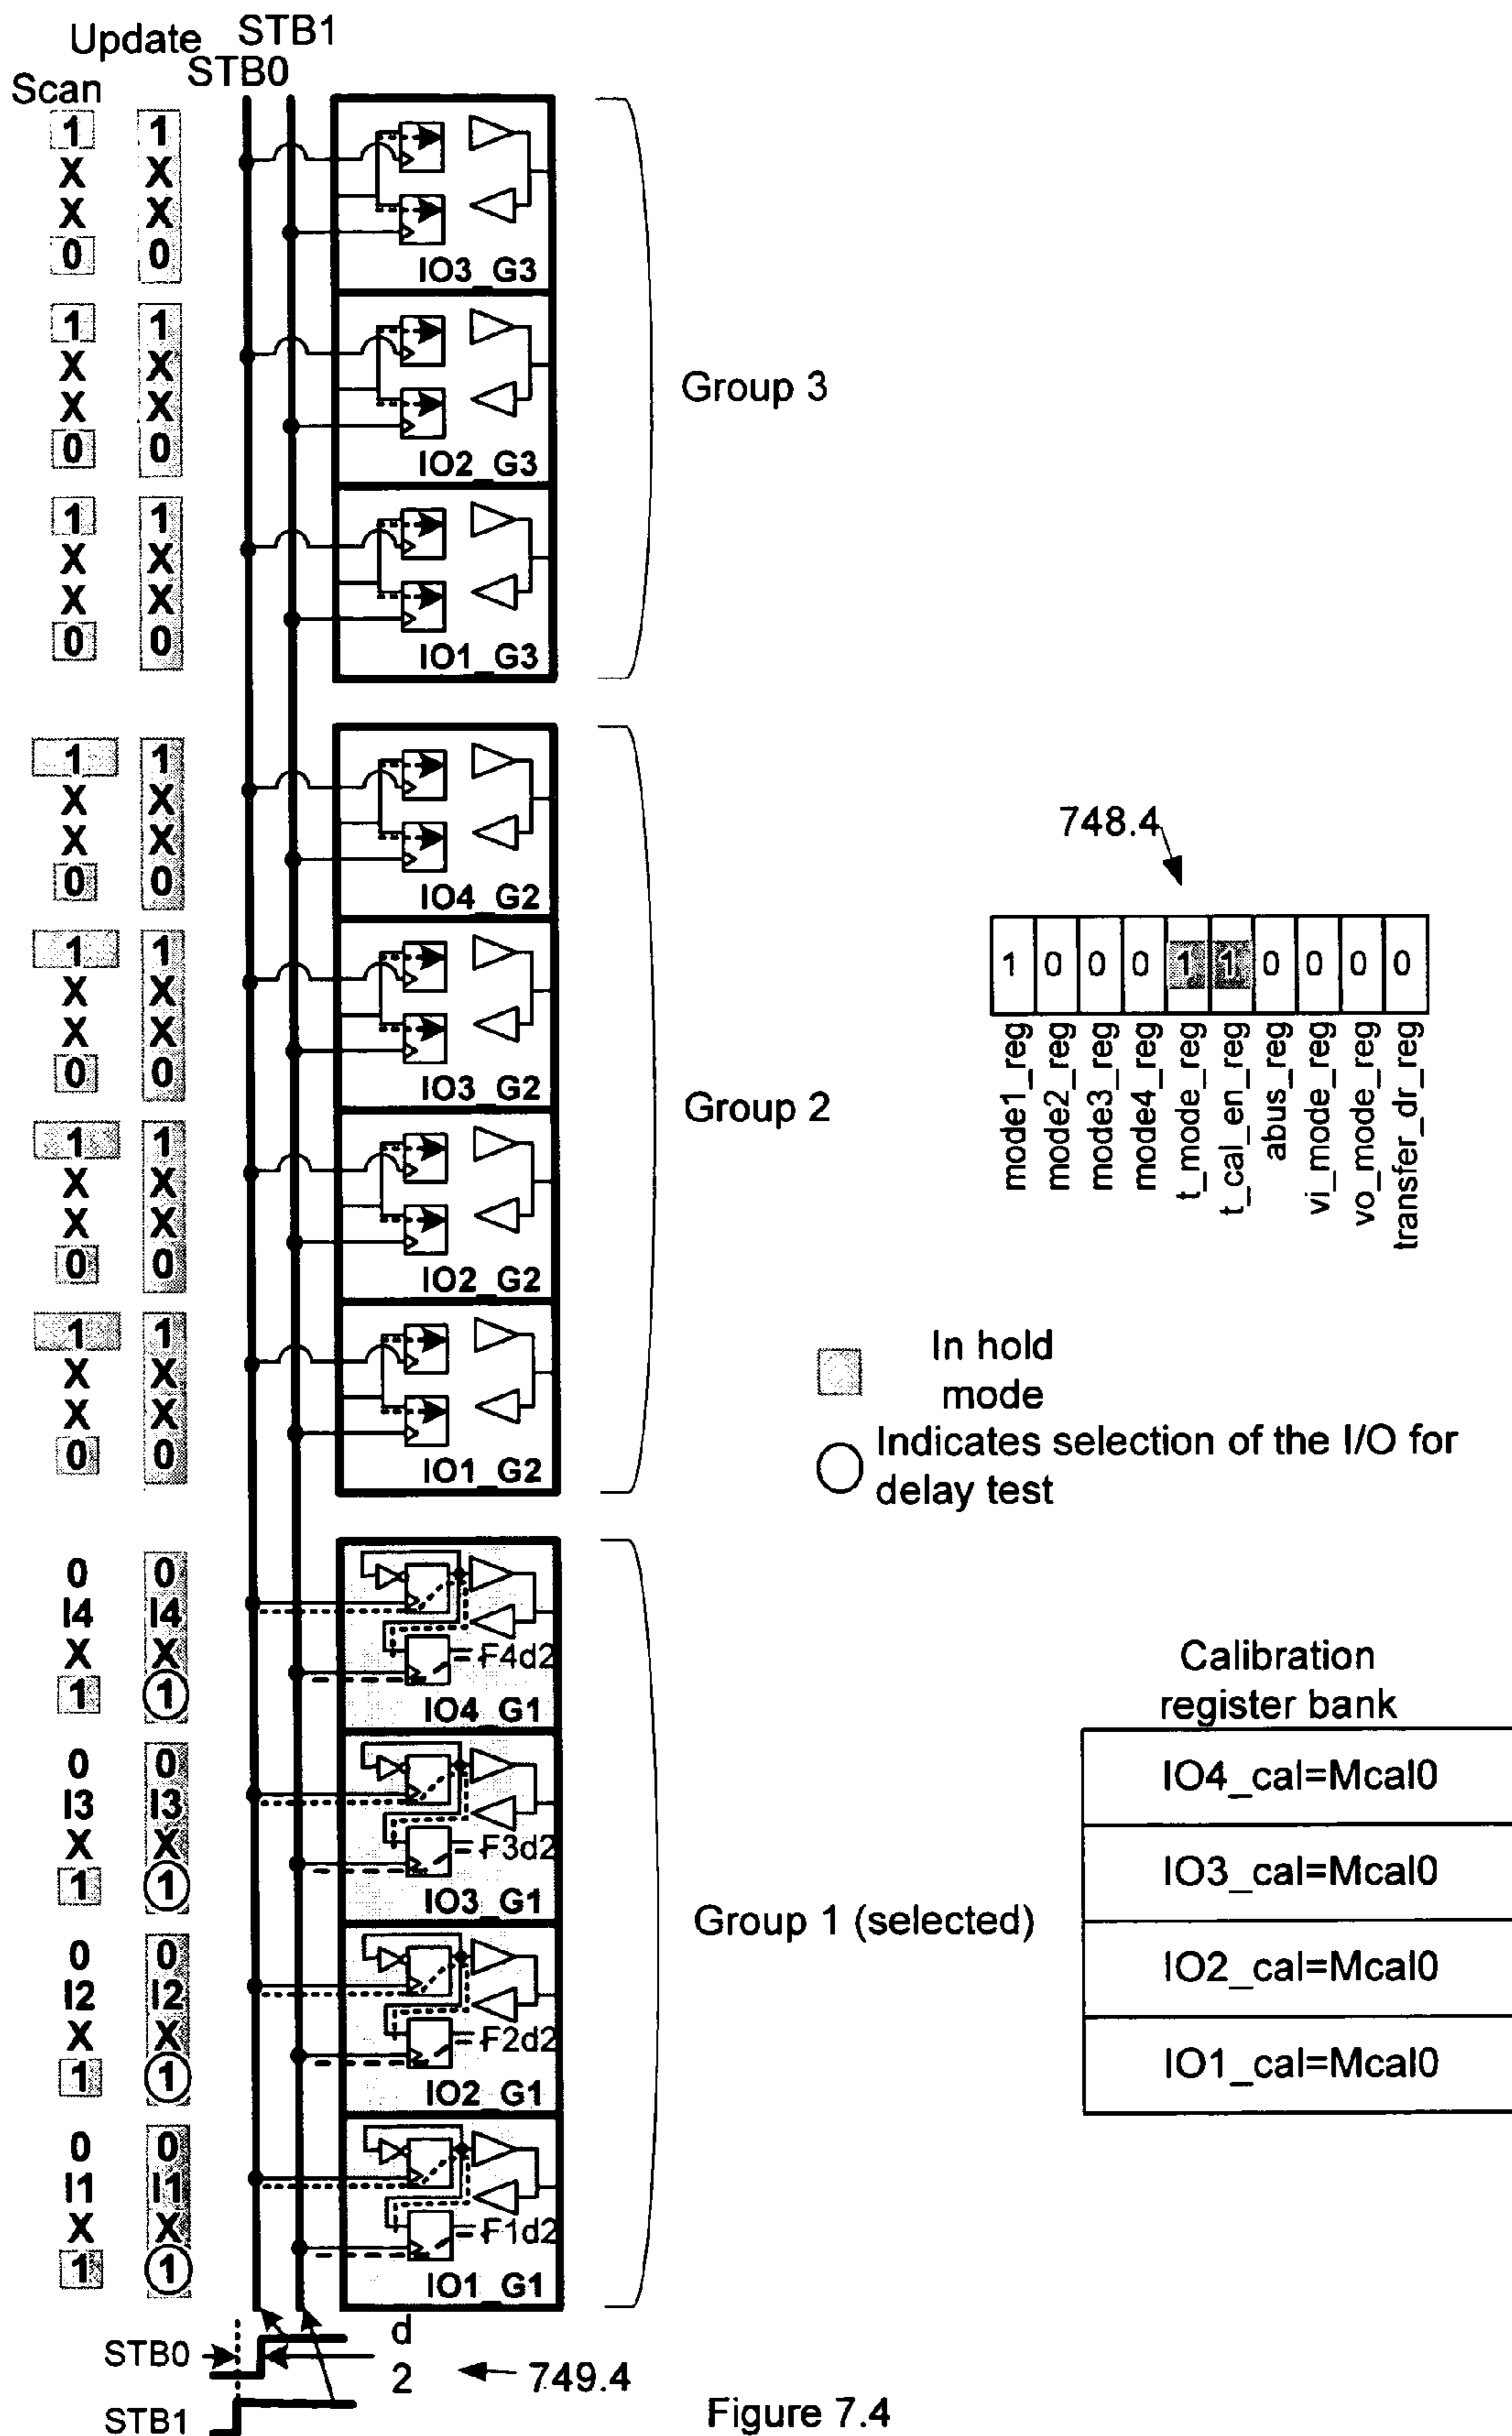 Update STB1
Scan STB0
1 1
X X
X X
0 0
IO3_G3
1 1
X X
X X
0 0
IO2_G3
1 1
X X
X X
0 0
IO1_G3
Group 3
1 1
X X
X X
0 0
IO4_G2
1 1
X X
X X
0 0
IO3_G2
1 1
X X
X X
0 0
IO2_G2
1 1
X X
X X
0 0
IO1_G2
Group 2
748.4
1 0 0 0 1 1 0 0 0 0
mode1_reg
mode2_reg
mode3_reg
mode4_reg
t_mode_reg
t_cal_en_reg
abus_reg
vi_mode_reg
vo_mode_reg
transfer_dr_reg
In hold
mode
Indicates selection of the I/O for
delay test
0 0
I4 I4
X X
1 1
F4d2
IO4_G1
0 0
I3 I3
X X
1 1
F3d2
IO3_G1
0 0
I2 I2
X X
1 1
F2d2
IO2_G1
0 0
I1 I1
X X
1 1
F1d2
IO1_G1
Group 1 (selected)
Calibration
register bank
IO4_cal=Mcal0
IO3_cal=Mcal0
IO2_cal=Mcal0
IO1_cal=Mcal0
STB0
d
2
749.4
STB1
Figure 7.4